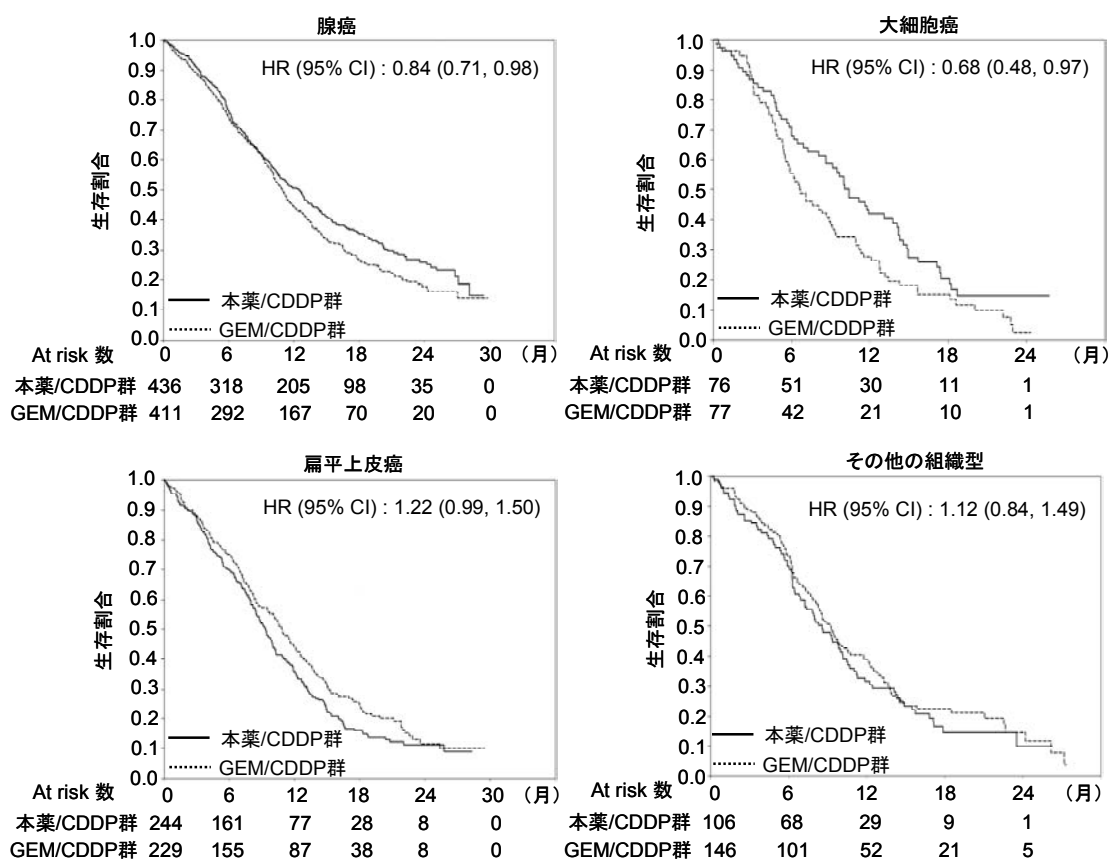 腺癌
HR (95% CI) : 0.84 (0.71, 0.98)
生存割合
1.0
0.9
0.8
0.7
0.6
0.5
0.4
0.3
0.2
0.1
0.0
本薬/CDDP群
GEM/CDDP群
0 6 12 18 24 30 (月)
At risk 数
本薬/CDDP群 436 318 205 98 35 0
GEM/CDDP群 411 292 167 70 20 0
大細胞癌
HR (95% CI) : 0.68 (0.48, 0.97)
生存割合
1.0
0.9
0.8
0.7
0.6
0.5
0.4
0.3
0.2
0.1
0.0
本薬/CDDP群
GEM/CDDP群
0 6 12 18 24 (月)
At risk 数
本薬/CDDP群 76 51 30 11 1
GEM/CDDP群 77 42 21 10 1
扁平上皮癌
HR (95% CI) : 1.22 (0.99, 1.50)
生存割合
1.0
0.9
0.8
0.7
0.6
0.5
0.4
0.3
0.2
0.1
0.0
本薬/CDDP群
GEM/CDDP群
0 6 12 18 24 30 (月)
At risk 数
本薬/CDDP群 244 161 77 28 8 0
GEM/CDDP群 229 155 87 38 8 0
その他の組織型
HR (95% CI) : 1.12 (0.84, 1.49)
生存割合
1.0
0.9
0.8
0.7
0.6
0.5
0.4
0.3
0.2
0.1
0.0
本薬/CDDP群
GEM/CDDP群
0 6 12 18 24 (月)
At risk 数
本薬/CDDP群 106 68 29 9 1
GEM/CDDP群 146 101 52 21 5